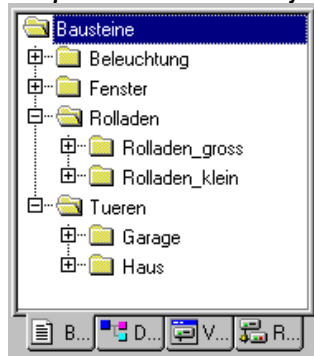 Bausteine
Beleuchtung
Fenster
Rolladen
Rolladen_gross
Rolladen_klein
Tueren
Garage
Haus
B... D... V... R...